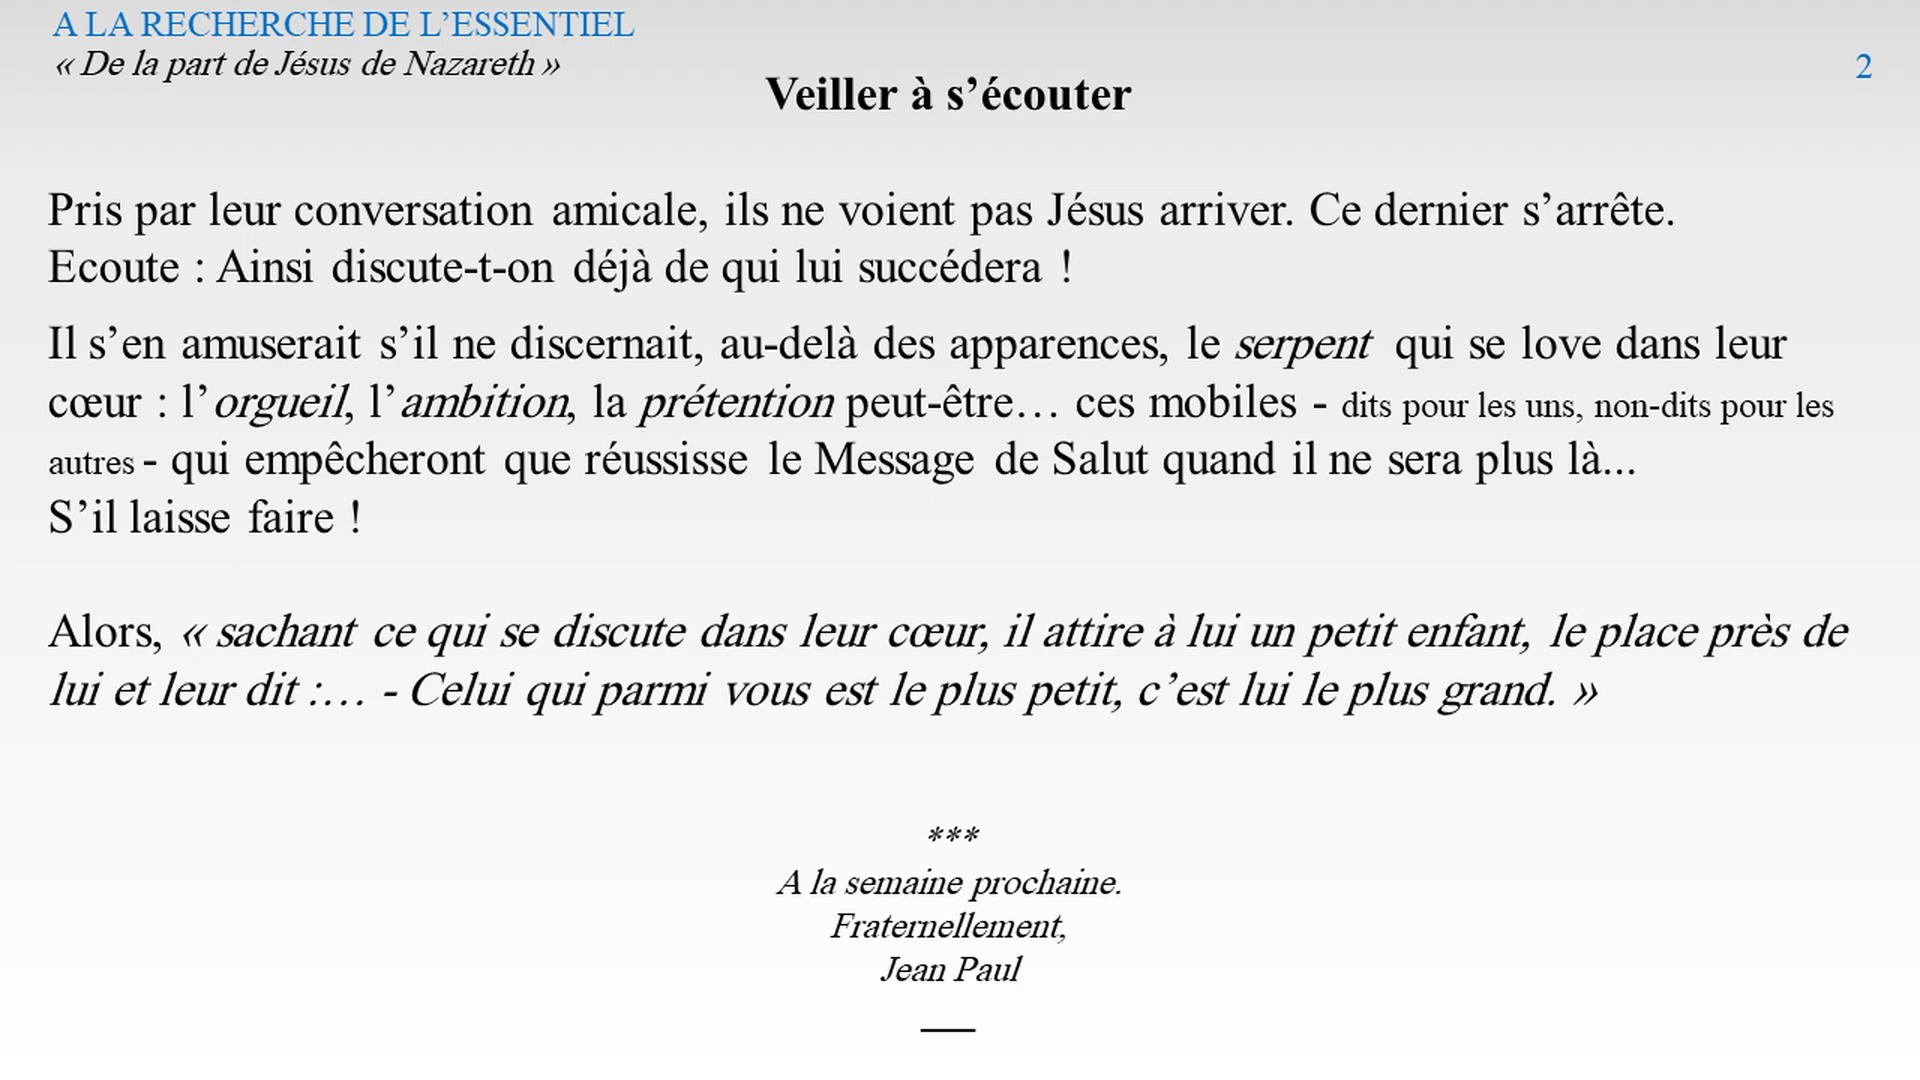 A LA RECHERCHE DE L’ESSENTIEL
« De la part de Jésus de Nazareth »
2
Veiller à s’écouter
Pris par leur conversation amicale, ils ne voient pas Jésus arriver. Ce dernier s’arrête.
Ecoute : Ainsi discute-t-on déjà de qui lui succédera !
Il s’en amuserait s’il ne discernait, au-delà des apparences, le serpent qui se love dans leur
cœur : l’orgueil, l’ambition, la prétention peut-être… ces mobiles - dits pour les uns, non-dits pour les
autres - qui empêcheront que réussisse le Message de Salut quand il ne sera plus là...
S’il laisse faire !
Alors, « sachant ce qui se discute dans leur cœur, il attire à lui un petit enfant, le place près de
lui et leur dit :… - Celui qui parmi vous est le plus petit, c’est lui le plus grand. »
***
A la semaine prochaine.
Fraternellement,
Jean Paul